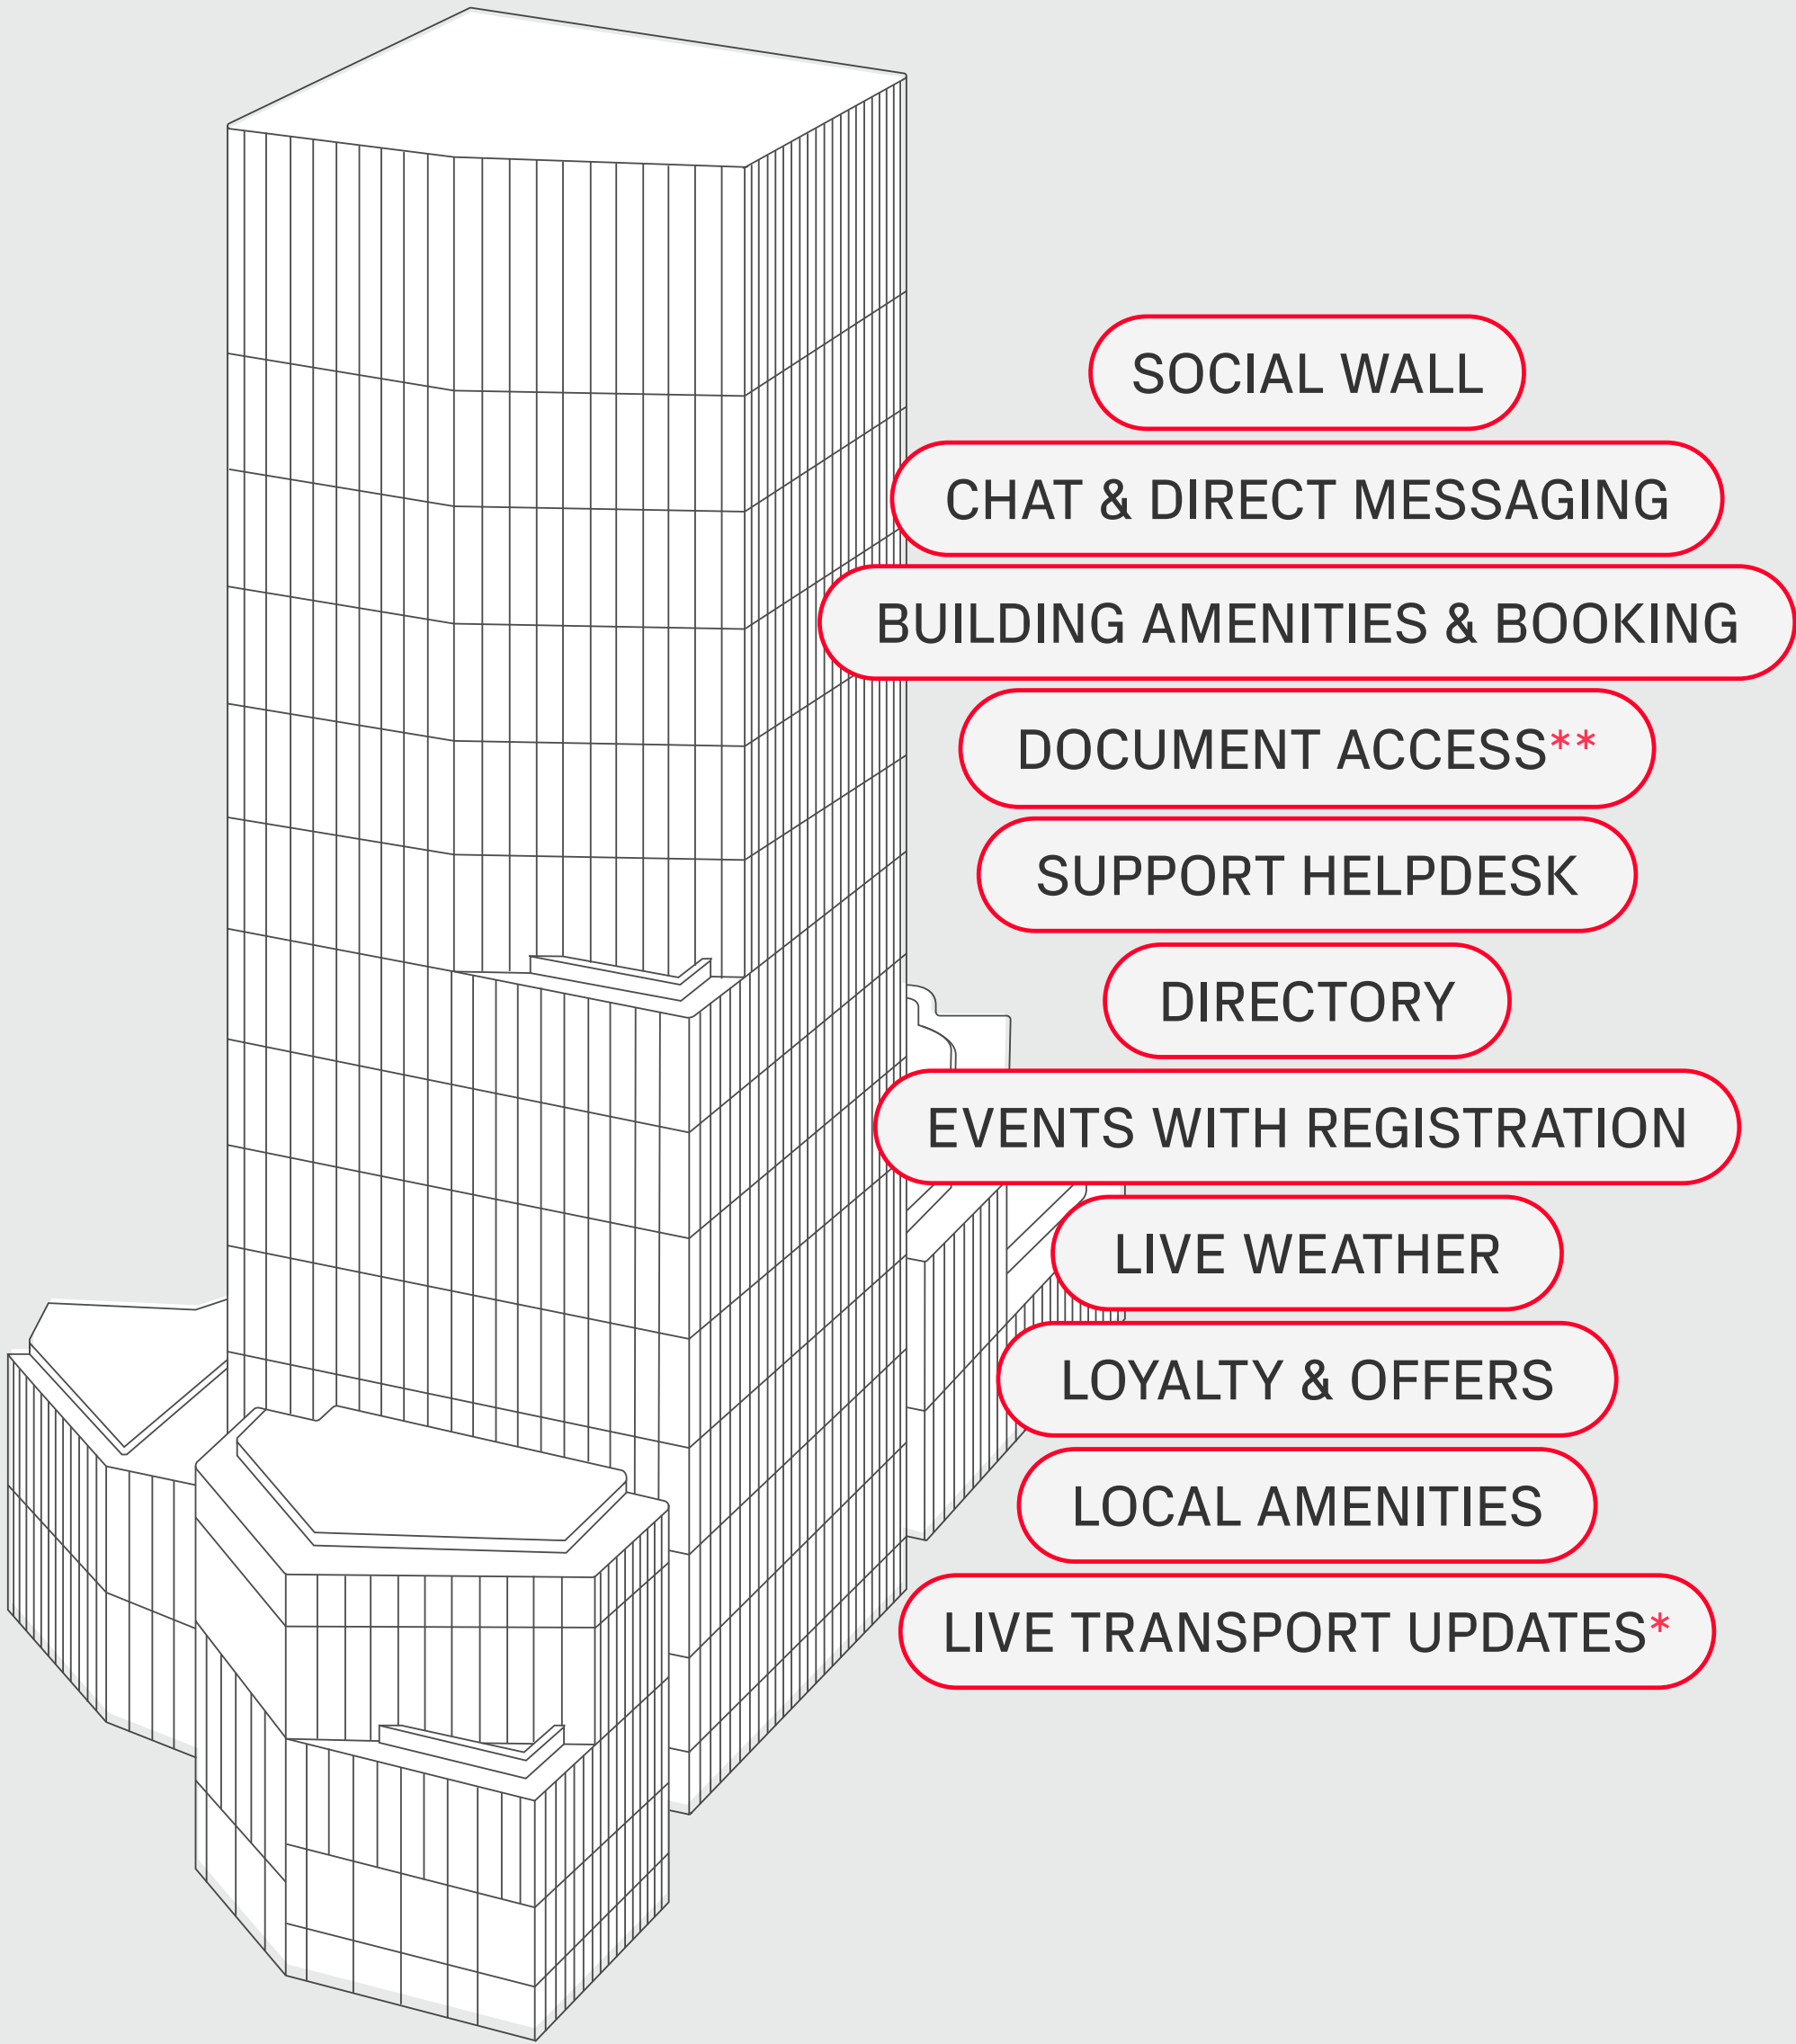 SOCIAL WALL
CHAT & DIRECT MESSAGING
BUILDING AMENITIES & BOOKING
DOCUMENT ACCESS**
SUPPORT HELPDESK
DIRECTORY
EVENTS WITH REGISTRATION
LIVE WEATHER
LOYALTY & OFFERS
LOCAL AMENITIES
LIVE TRANSPORT UPDATES*